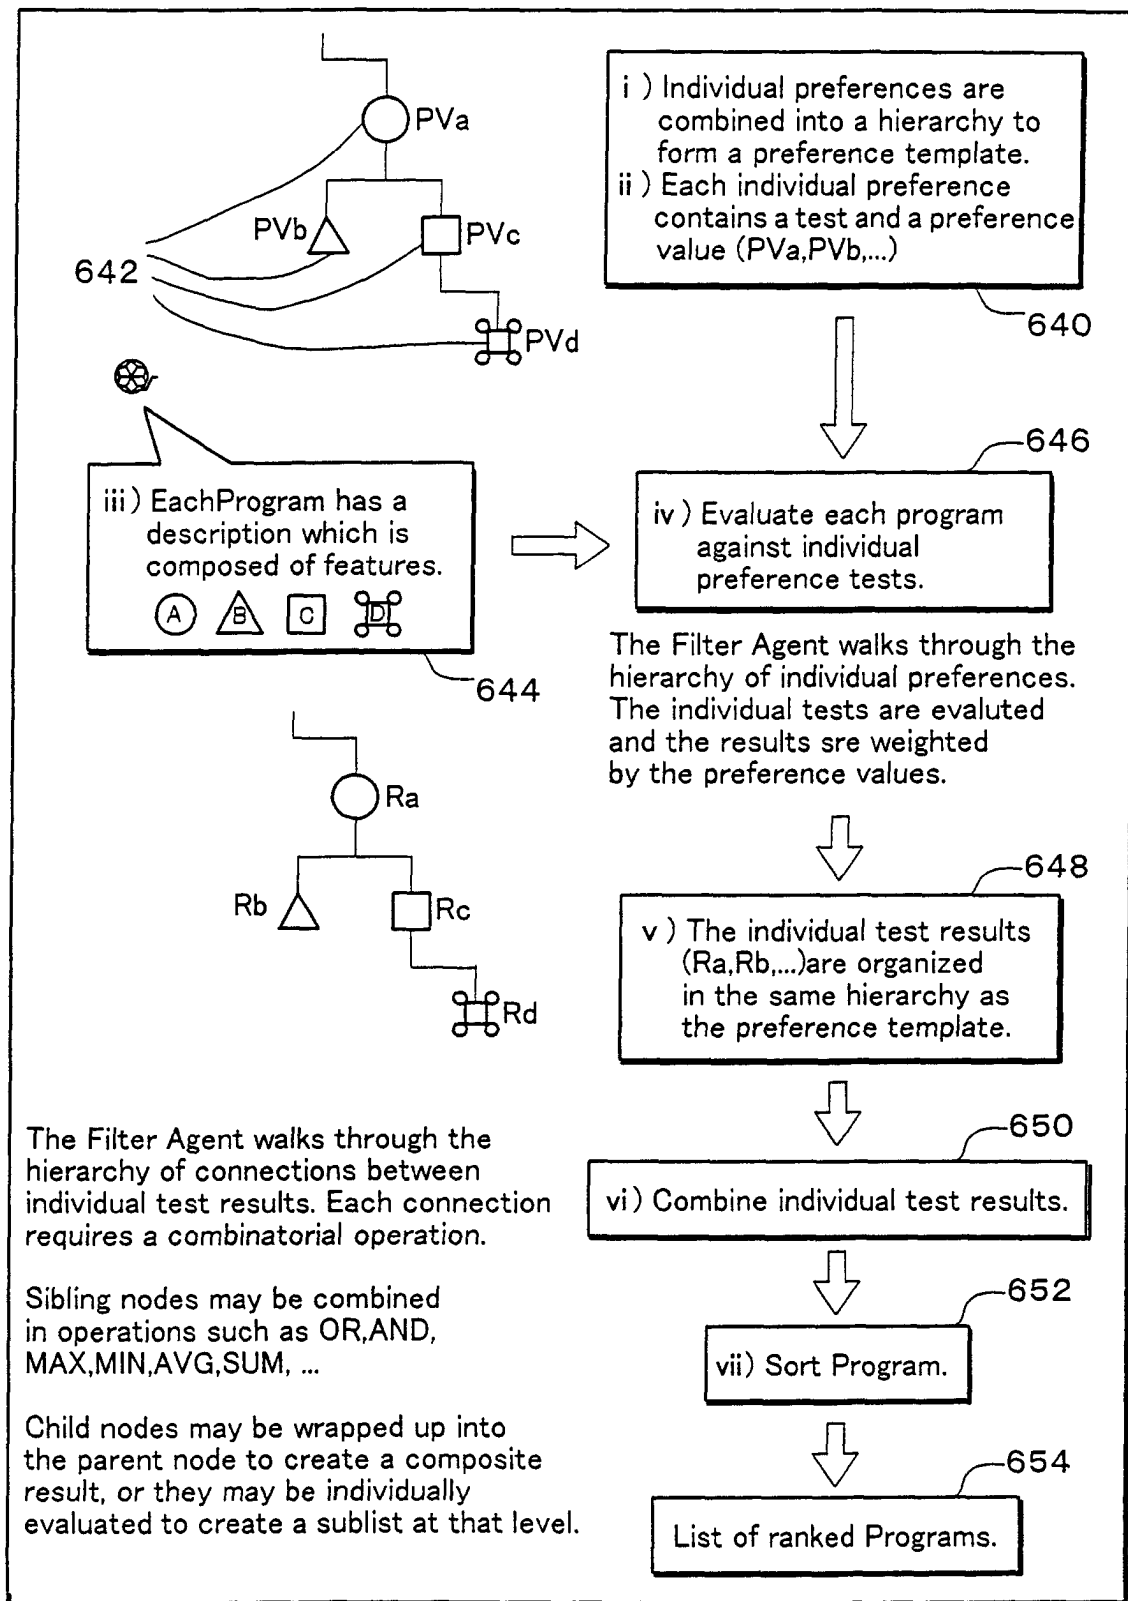 PVa
PVb
PVc
PVd
642
i ) Individual preferences are
combined into a hierarchy to
form a preference template.
ii ) Each individual preference
contains a test and a preference
value (PVa,PVb,...)
640
iii ) EachProgram has a
description which is
composed of features.
A B C D
644
646
iv ) Evaluate each program
against individual
preference tests.
The Filter Agent walks through the
hierarchy of individual preferences.
The individual tests are evaluted
and the results sre weighted
by the preference values.
Ra
Rb
Rc
Rd
648
v ) The individual test results
(Ra,Rb,...)are organized
in the same hierarchy as
the preference template.
The Filter Agent walks through the
hierarchy of connections between
individual test results. Each connection
requires a combinatorial operation.
Sibling nodes may be combined
in operations such as OR,AND,
MAX,MIN,AVG,SUM, ...
Child nodes may be wrapped up into
the parent node to create a composite
result, or they may be individually
evaluated to create a sublist at that level.
650
vi ) Combine individual test results.
652
vii ) Sort Program.
654
List of ranked Programs.